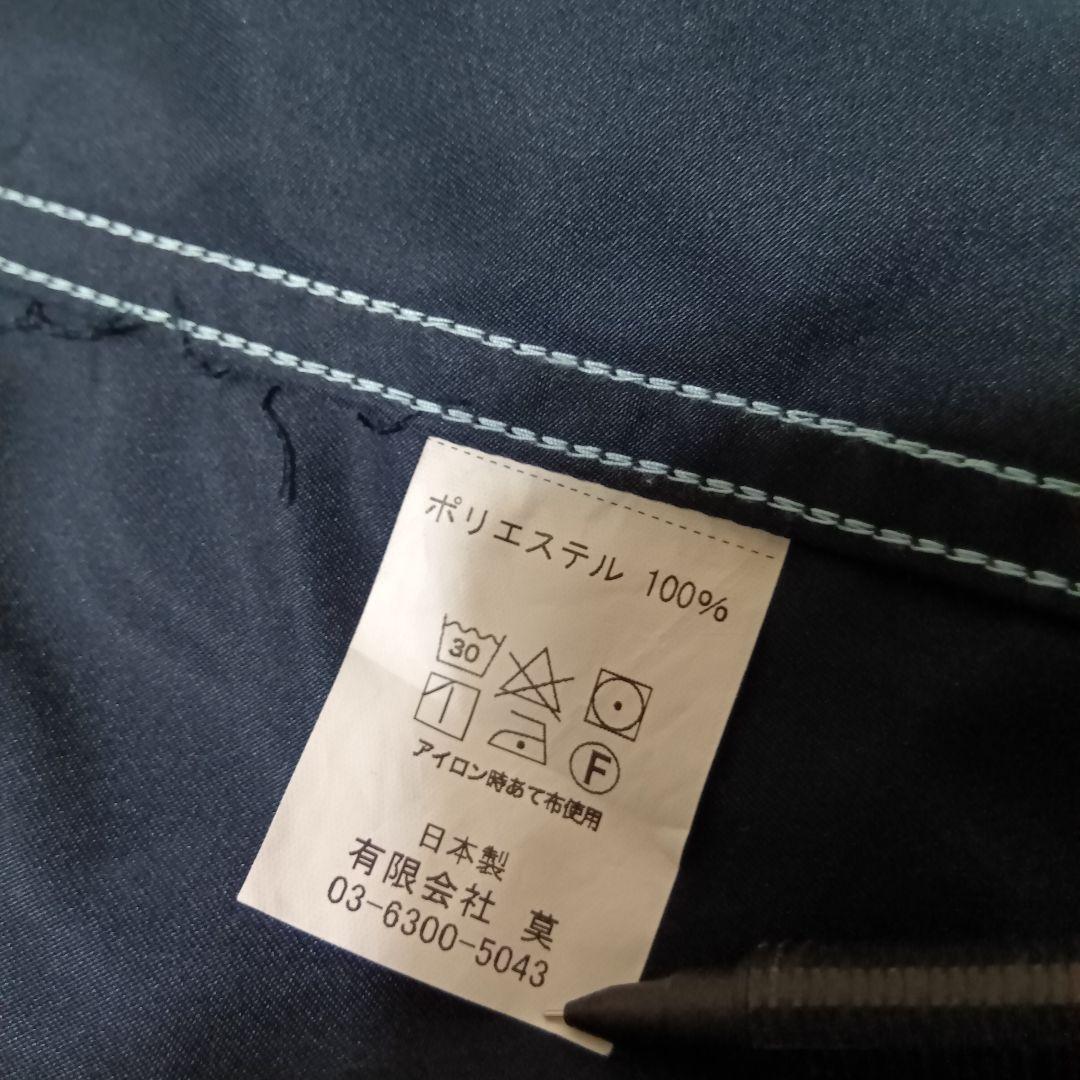 ポリエステル 100%
30
F
アイロン時あて布使用
日本製
有限会社 莫
03-6300-5043